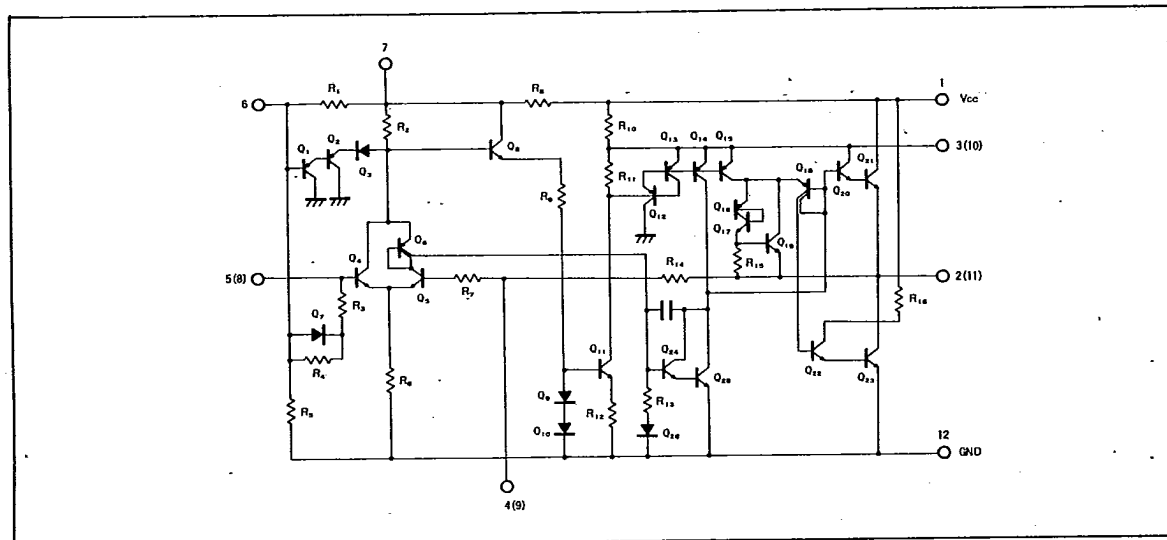 7
6
R1
R8
1
Vcc
R2
R10
Q13
Q14
Q15
3(10)
Q1
Q2
Q3
Q8
R11
Q18
Q21
Q20
R9
Q12
Q16
Q17
Q6
Q19
Q4
R14
R15
5(8)
2(11)
R7
Q5
R3
R16
Q7
Q11
Q24
R4
Q22
Q23
R6
Q25
R5
Q9
R12
R13
Q10
Q26
12
GND
4(9)